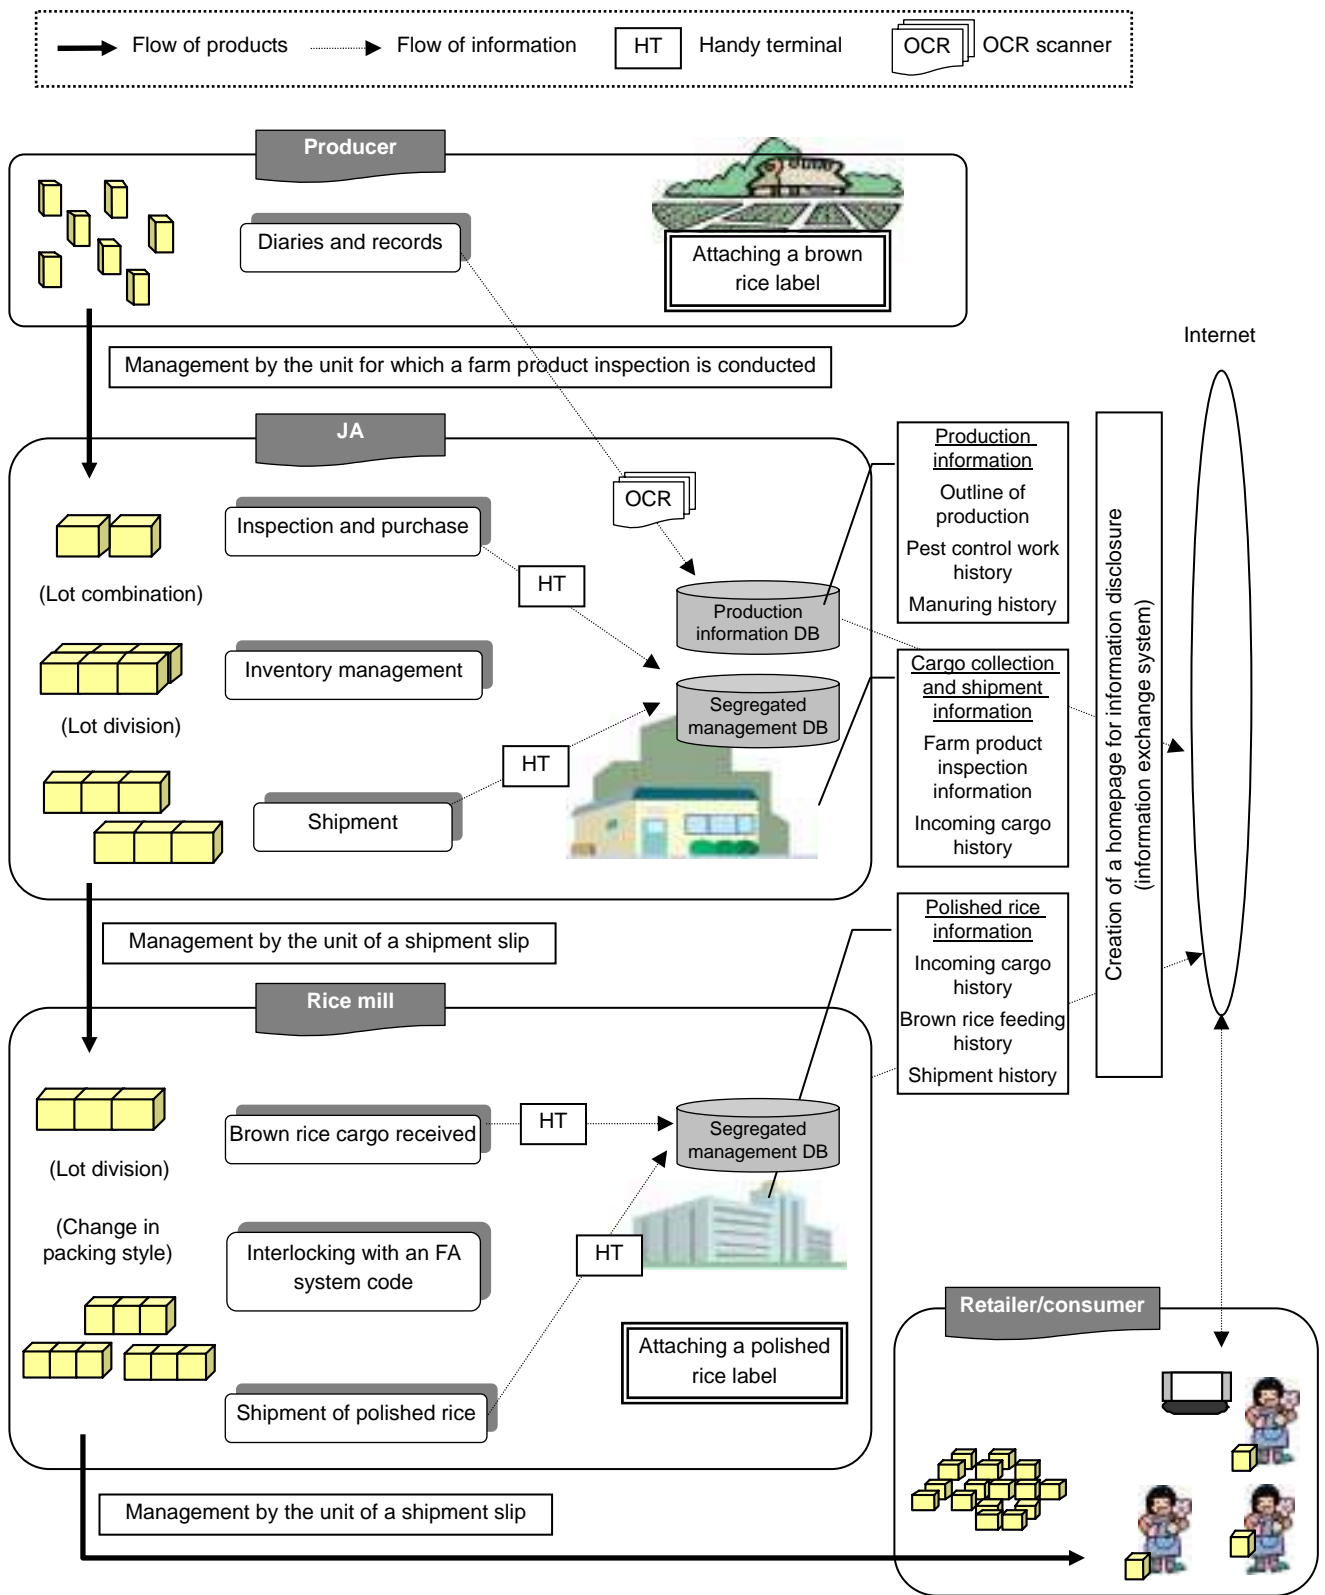 Flow of products
Flow of information
HT
Handy terminal
OCR
OCR scanner
Producer
Diaries and records
Attaching a brown
rice label
Internet
Management by the unit for which a farm product inspection is conducted
JA
Production
information
Outline of
production
Pest control work
history
Manuring history
OCR
Inspection and purchase
HT
(Lot combination)
Production
information DB
Creation of a homepage for information disclosure
(information exchange system)
Inventory management
Cargo collection
and shipment
information
Farm product
inspection
information
Incoming cargo
history
Segregated
management DB
(Lot division)
HT
Shipment
Management by the unit of a shipment slip
Polished rice
information
Incoming cargo
history
Brown rice feeding
history
Shipment history
Rice mill
Brown rice cargo received
HT
Segregated
management DB
(Lot division)
(Change in
packing style)
Interlocking with an FA
system code
HT
Retailer/consumer
Attaching a polished
rice label
Shipment of polished rice
Management by the unit of a shipment slip